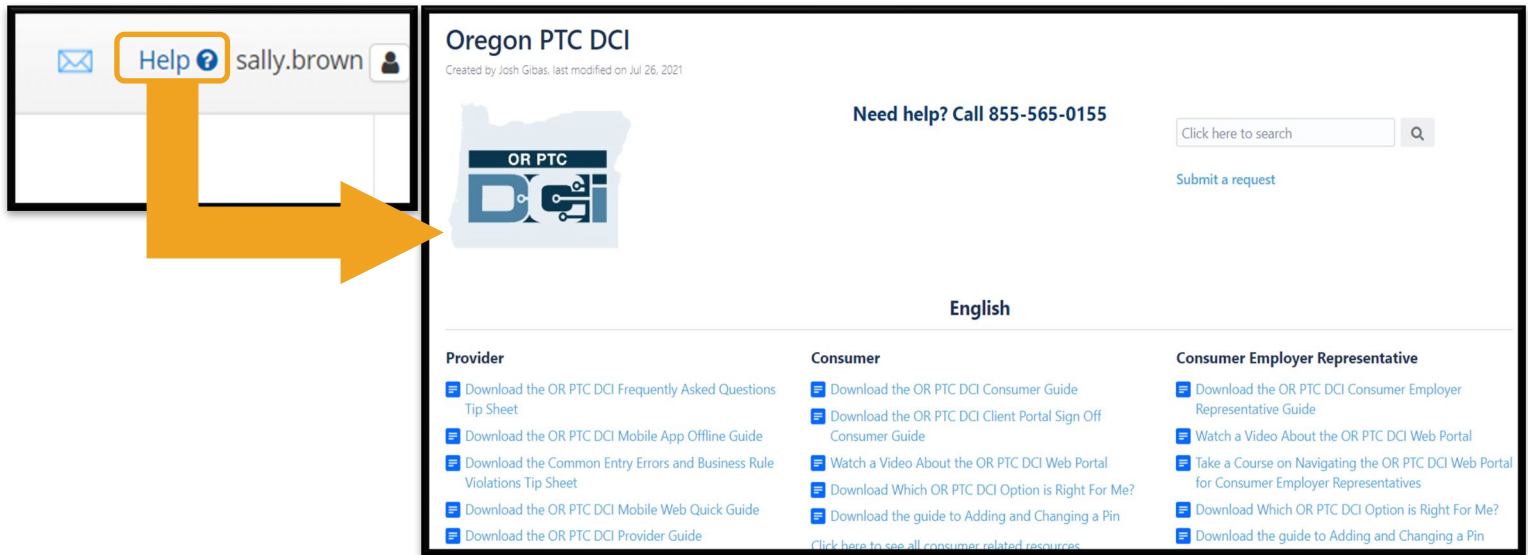 Help ?
sally.brown
Oregon PTC DCI
Created by Josh Gibas, last modified on Jul 26, 2021
OR PTC
DCi
Need help? Call 855-565-0155
Click here to search
Submit a request
English
Provider
Download the OR PTC DCI Frequently Asked Questions
Tip Sheet
Download the OR PTC DCI Mobile App Offline Guide
Download the Common Entry Errors and Business Rule
Violations Tip Sheet
Download the OR PTC DCI Mobile Web Quick Guide
Download the OR PTC DCI Provider Guide
Consumer
Download the OR PTC DCI Consumer Guide
Download the OR PTC DCI Client Portal Sign Off
Consumer Guide
Watch a Video About the OR PTC DCI Web Portal
Download Which OR PTC DCI Option is Right For Me?
Download the guide to Adding and Changing a Pin
Click here to see all consumer related resources
Consumer Employer Representative
Download the OR PTC DCI Consumer Employer
Representative Guide
Watch a Video About the OR PTC DCI Web Portal
Take a Course on Navigating the OR PTC DCI Web Portal
for Consumer Employer Representatives
Download Which OR PTC DCI Option is Right For Me?
Download the guide to Adding and Changing a Pin